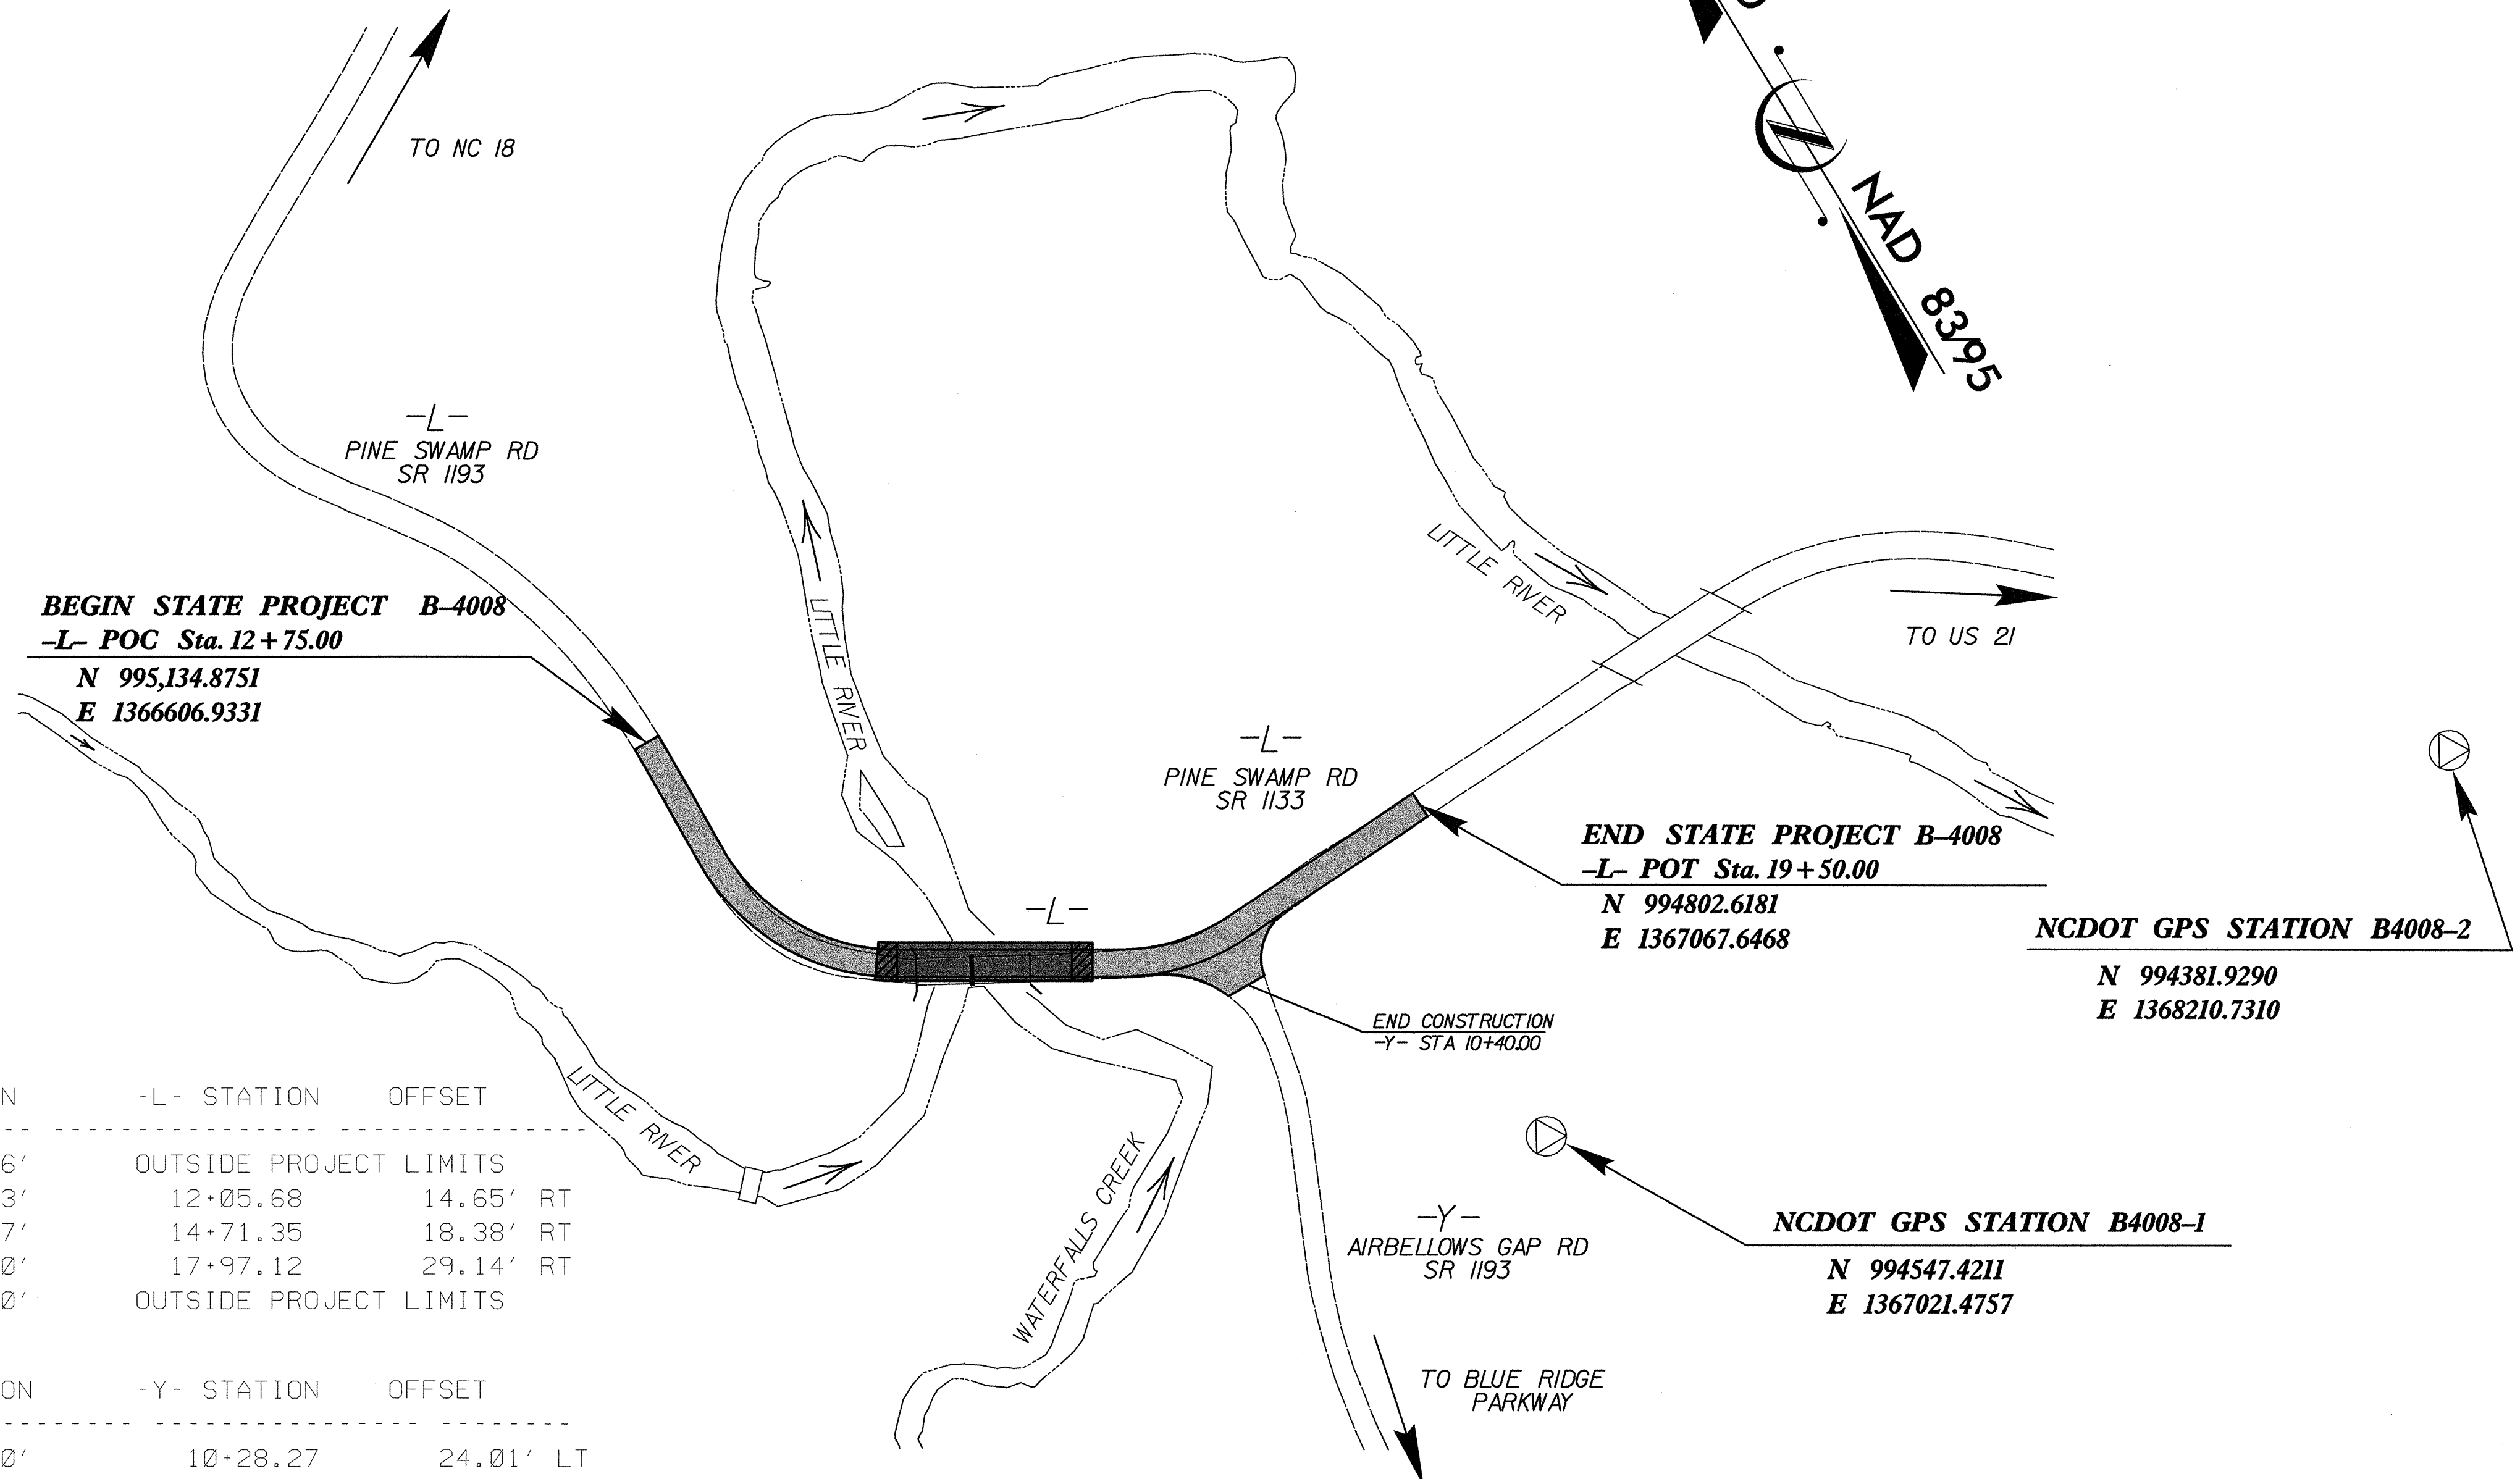 TO NC 18
NAD 83/95
-L-
PINE SWAMP RD
SR 1193
BEGIN STATE PROJECT B-4008
-L- POC Sta. 12+75.00
N 995,134.8751
E 1366606.9331
LITTLE RIVER
LITTLE RIVER
TO US 21
-L-
PINE SWAMP RD
SR 1133
END STATE PROJECT B-4008
-L- POT Sta. 19+50.00
N 994802.6181
E 1367067.6468
-L-
NCDOT GPS STATION B4008-2
N 994381.9290
E 1368210.7310
END CONSTRUCTION
-Y- STA 10+40.00
LITTLE RIVER
WATERFALLS CREEK
-Y-
AIRBELLOWS GAP RD
SR 1193
NCDOT GPS STATION B4008-1
N 994547.4211
E 1367021.4757
TO BLUE RIDGE
PARKWAY
N -L- STATION OFFSET
6' OUTSIDE PROJECT LIMITS
3' 12+05.68 14.65' RT
7' 14+71.35 18.38' RT
0' 17+97.12 29.14' RT
0' OUTSIDE PROJECT LIMITS
ON -Y- STATION OFFSET
0' 10+28.27 24.01' LT